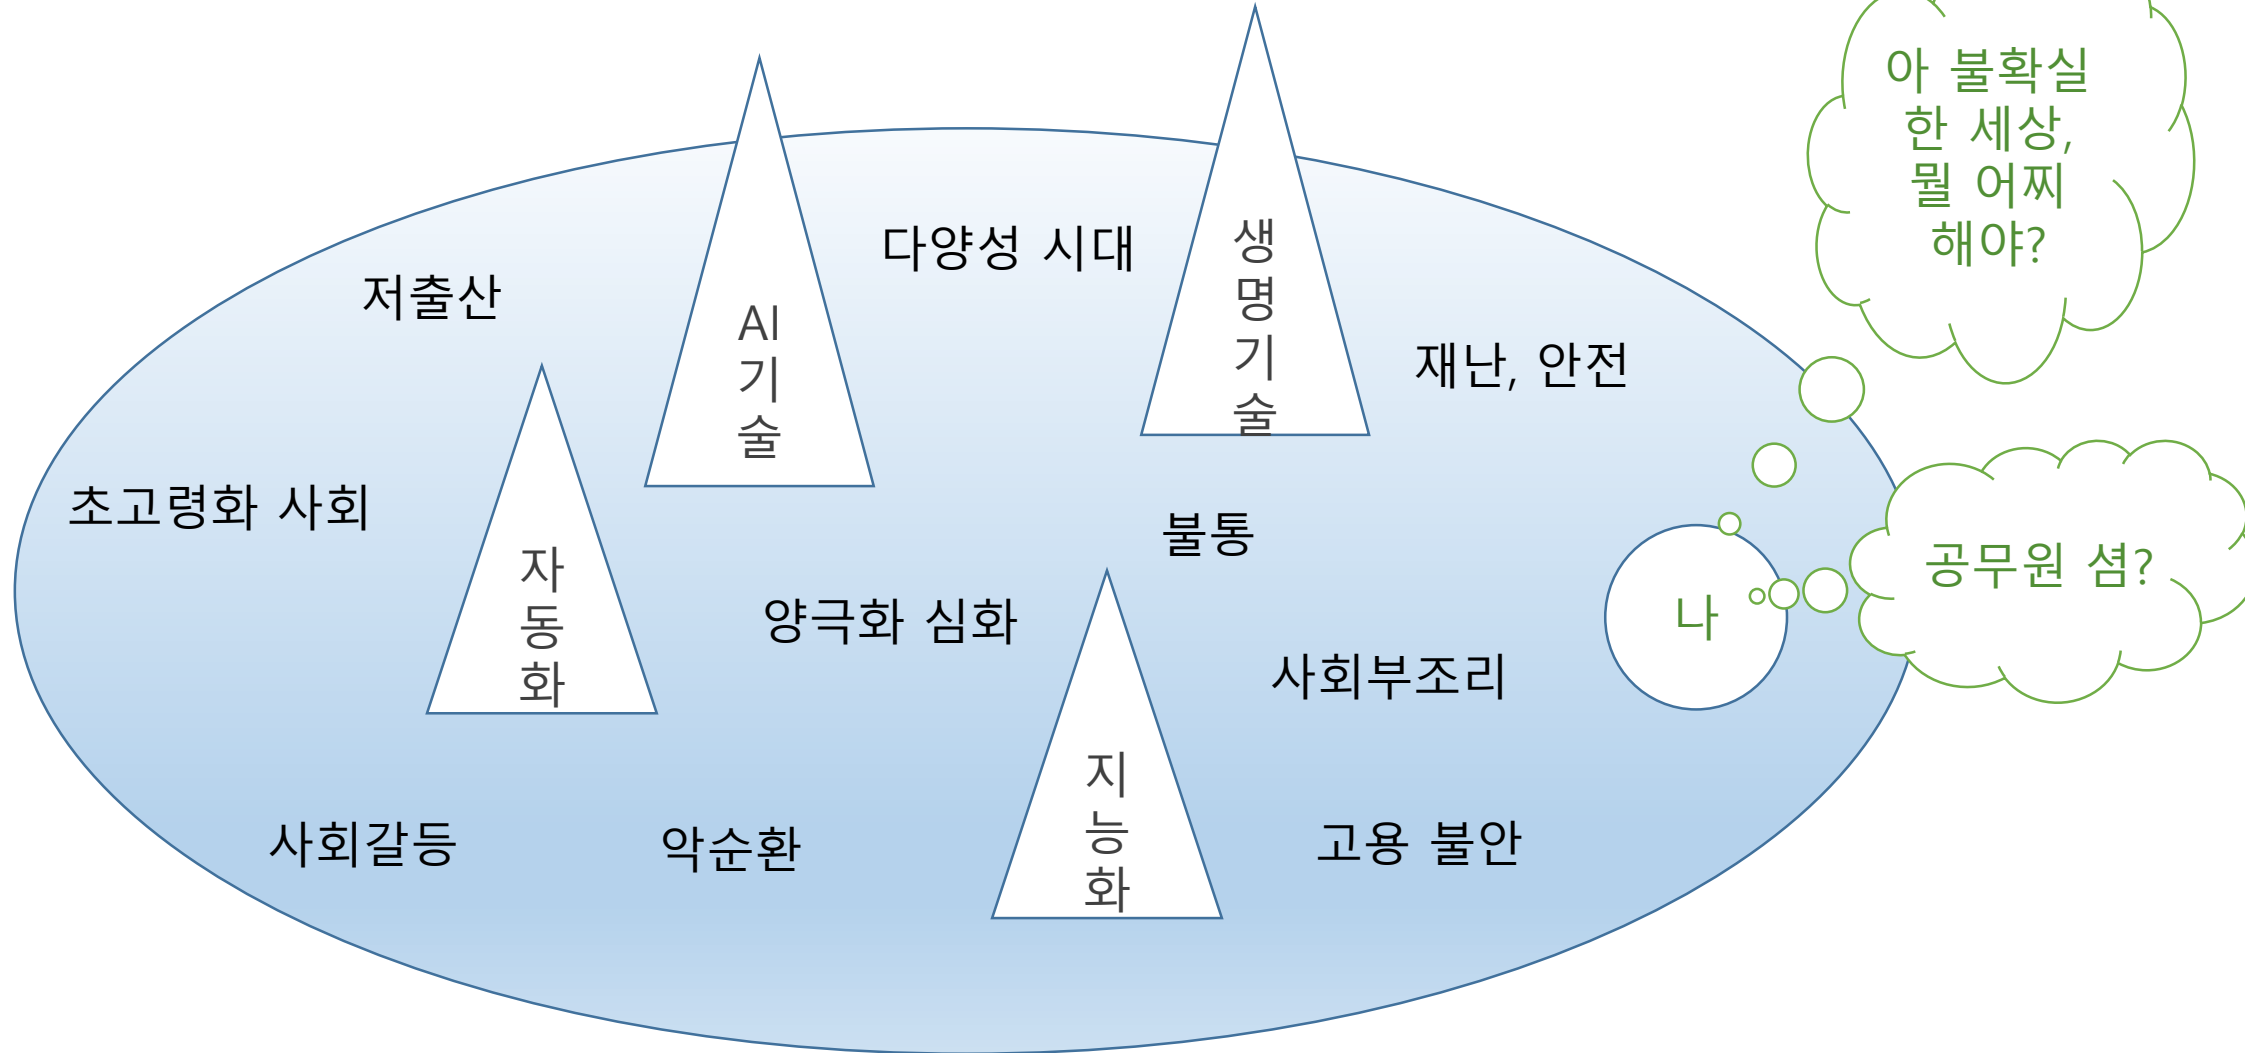 아 불확실
한 세상,
뭘 어찌
해야?
다양성 시대
생
명
기
술
저출산
AI
기
술
재난, 안전
초고령화 사회
불통
자
동
화
공무원 셤?
양극화 심화
나
사회부조리
지
능
화
사회갈등
악순환
고용 불안